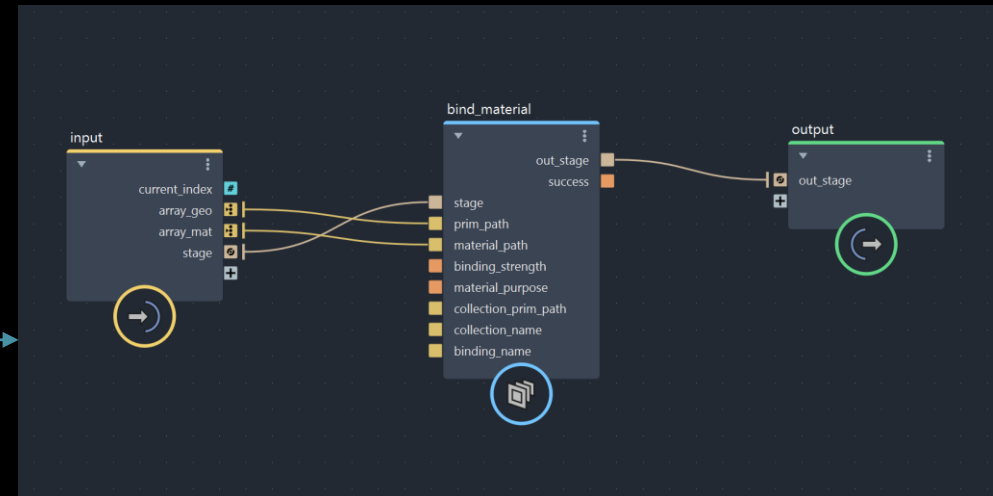 input
current_index
array_geo
array_mat
stage
bind_material
out_stage
success
stage
prim_path
material_path
binding_strength
material_purpose
collection_prim_path
collection_name
binding_name
output
out_stage